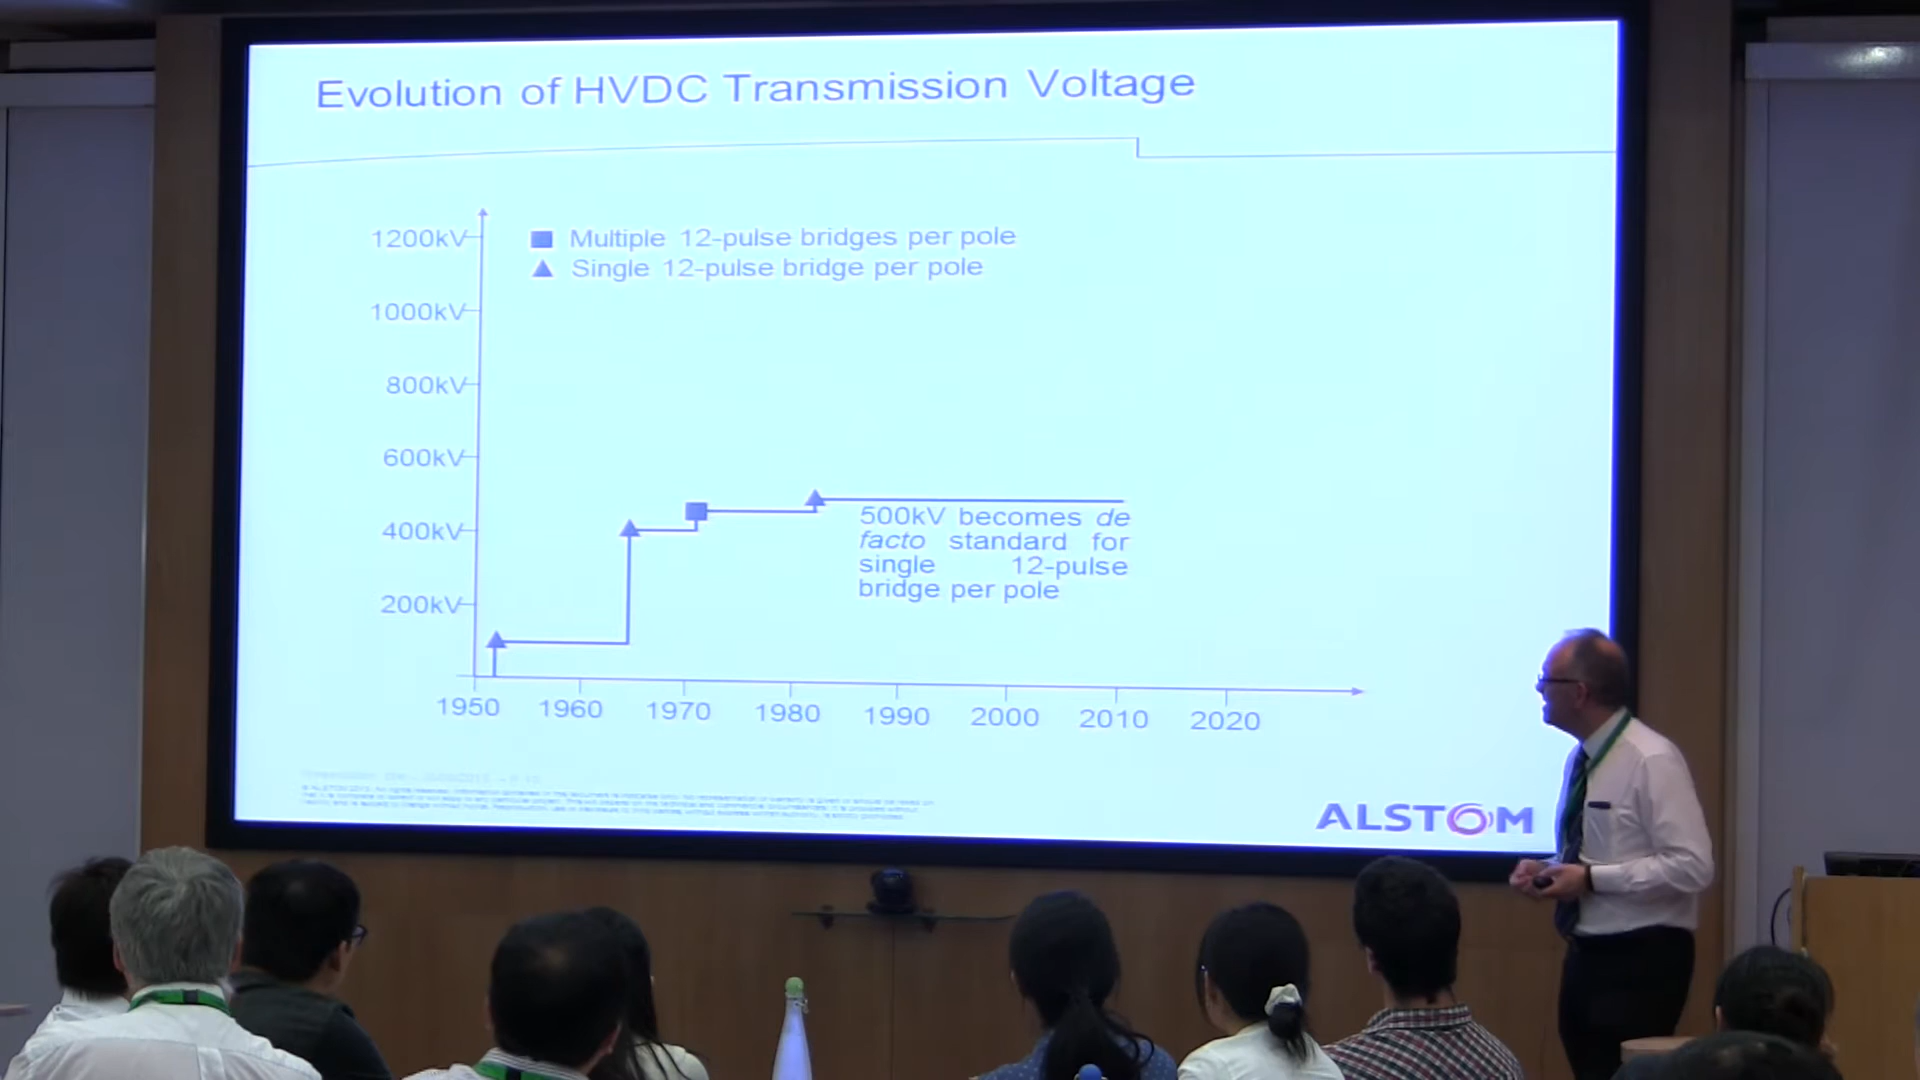 Evolution of HVDC Transmission Voltage
1200kV
1000kV
800kV
600kV
400kV
200kV
Multiple 12-pulse bridges per pole
Single 12-pulse bridge per pole
500kV becomes de
facto standard for
single 12-pulse
bridge per pole
1950 1960 1970 1980 1990 2000 2010 2020
ALSTOM